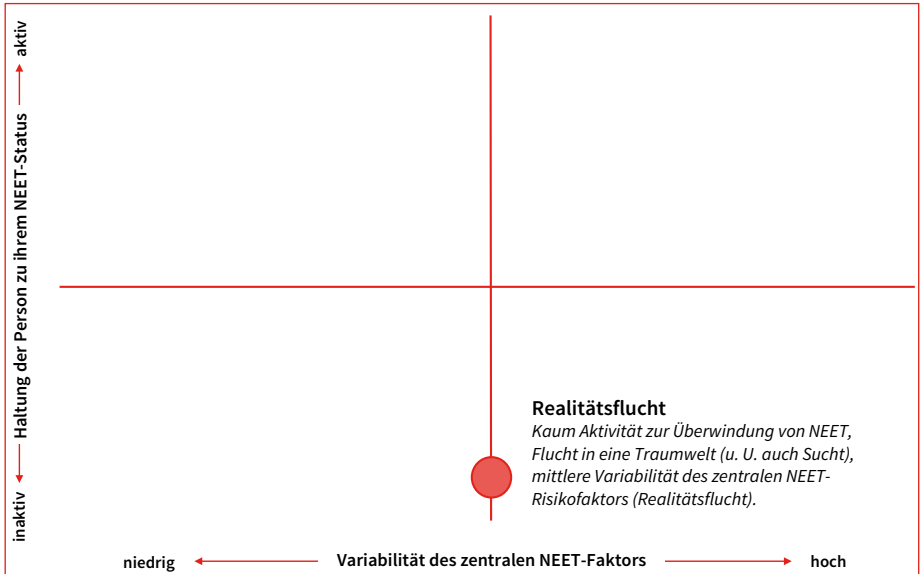 aktiv
Haltung der Person zu ihrem NEET-Status
inaktiv
Realitätsflucht
Kaum Aktivität zur Überwindung von NEET,
Flucht in eine Traumwelt (u. U. auch Sucht),
mittlere Variabilität des zentralen NEET-
Risikofaktors (Realitätsflucht).
niedrig
Variabilität des zentralen NEET-Faktors
hoch